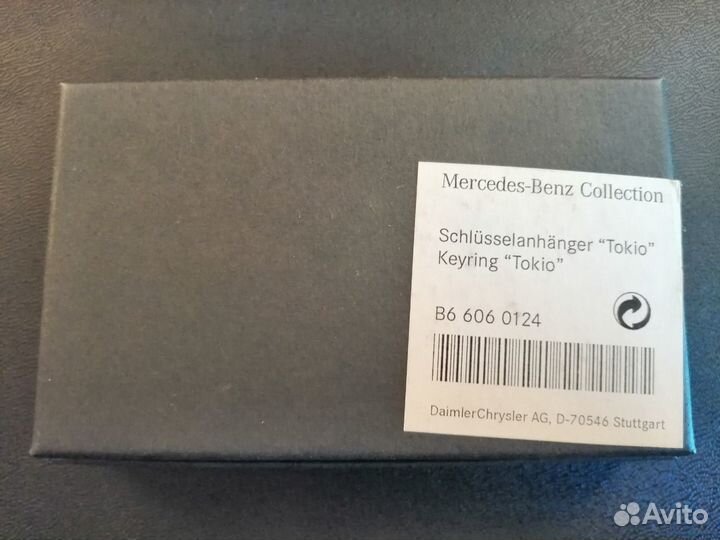 Mercedes-Benz Collection
Schlüsselanhänger “Tokio”
Keyring “Tokio”
B6 606 0124
DaimlerChrysler AG, D-70546 Stuttgart
Avito